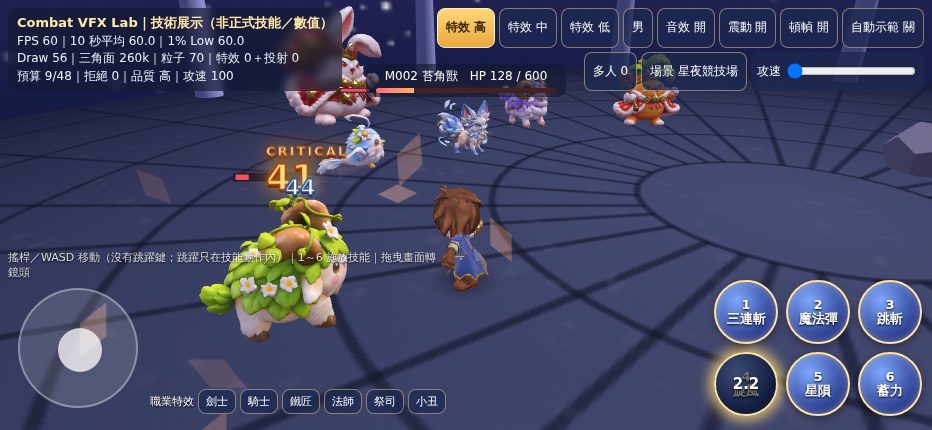 Combat VFX Lab｜技術展示（非正式技能／數值）
FPS 60｜10 秒平均 60.0｜1% Low 60.0
Draw 56｜三角面 260k｜粒子 70｜特效 0＋投射 0
預算 9/48｜拒絕 0｜品質 高｜攻速 100
特效 高
特效 中
特效 低
男
音效 開
震動 開
頓幀 開
自動示範 關
多人 0
場景 星夜競技場
攻速
M002 苔角獸 HP 128 / 600
CRITICAL
41
44
搖桿／WASD 移動（沒有跳躍鍵；跳躍只在技能動作內）｜1～6 施放技能｜拖曳畫面轉
鏡頭
1
三連斬
2
魔法彈
3
跳斬
2.2
旋風
5
星隕
6
蓄力
職業特效
劍士
騎士
鐵匠
法師
祭司
小丑